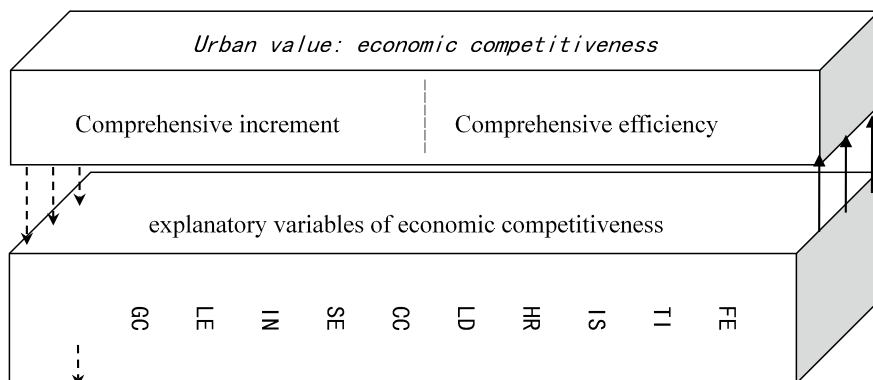 Urban value: economic competitiveness
Comprehensive increment
Comprehensive efficiency
explanatory variables of economic competitiveness
GC
LE
IN
SE
CC
LD
HR
IS
TI
FE